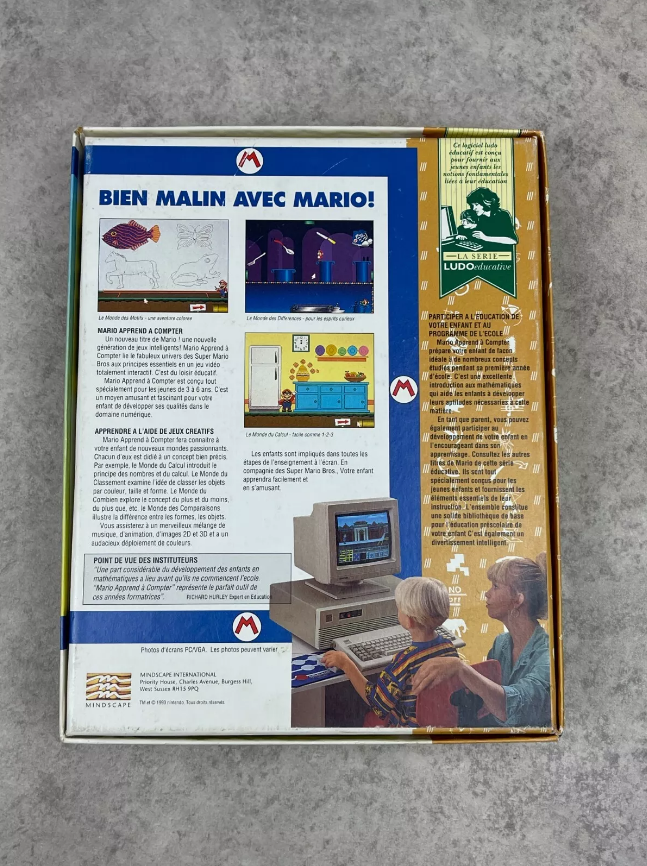 BIEN MALIN AVEC MARIO!
Le Monde des Motifs - une aventure coloree
Le Monde des Differences - pour les esprits curieux
MARIO APPREND A COMPTER
Un nouveau titre de Mario ! une nouvelle
génération de jeux intelligents! Mario Apprend à
Compter lie le fabuleux univers des Super Mario
Bros aux principes essentiels en un jeu vidéo
totalement interactif. C'est du loisir éducatif.
Mario Apprend à Compter est conçu tout
spécialement pour les jeunes de 3 à 6 ans. C'est
un moyen amusant et fascinant pour votre
enfant de développer ses qualités dans le
domaine numérique.
APPRENDRE A L'AIDE DE JEUX CREATIFS
Mario Apprend à Compter fera connaître à
votre enfant de nouveaux mondes passionnants.
Chacun d'eux est dédié à un concept bien précis.
Par exemple, le Monde du Calcul introduit le
principe des nombres et du calcul. Le Monde du
Classement examine l'idée de classer les objets
par couleur, taille et forme. Le Monde du
Combien explore le concept du plus et du moins,
du plus que, etc. le Monde des Comparaisons
illustre la différence entre les formes, les objets.
Vous assisterez à un merveilleux mélange de
musique, d'animation, d'images 2D et 3D et a un
audacieux déploiement de couleurs.
Le Monde du Calcul - facile comme 1-2-3
Les enfants sont impliqués dans toutes les
étapes de l'enseignement à l'écran. En
compagnie des Super Mario Bros., Votre enfant
apprendra facilement et
en s'amusant.
POINT DE VUE DES INSTITUTEURS
"Une part considérable du développement des enfants en
mathématiques a lieu avant qu'ils ne commencent l'ecole.
"Mario Apprend à Compter" représente le parfait outil de
ces années formatrices".
RICHARD HURLEY Expert en Education
Photos d'écrans PC/VGA. Les photos peuvent varier
MINDSCAPE
MINDSCAPE INTERNATIONAL
Priority House, Charles Avenue, Burgess Hill,
West Sussex RH15 9PQ
TM et © 1993 nintendo. Tous droits réservés.
Ce logiciel ludo
éducatif est conçu
pour fournir aux
jeunes enfants les
notions fondamentales
liées à leur éducation
LA SERIE
LUDOeducative
PARTICIPER A L'EDUCATION DE
VOTRE ENFANT ET AU
PROGRAMME DE L'ECOLE
Mario Apprend à Compter
prépare votre enfant de façon
idéale à de nombreux concepts
étudiés pendant sa première année
d'école. C'est une excellente
introduction aux mathématiques
qui aide les enfants à développer
leurs aptitudes nécessaires à cette
matière.
En tant que parent, vous pouvez
également participer au
développement de votre enfant en
l'encourageant dans son
apprentissage. Consultez les autres
titres de Mario de cette série
éducative. Ils sont tous
spécialement conçus pour les
jeunes enfants et fournissent les
éléments essentiels de leur
instruction. L'ensemble constitue
une solide bibliothèque de base
pour l'éducation préscolaire de
votre enfant C'est également un
divertissement intelligent.